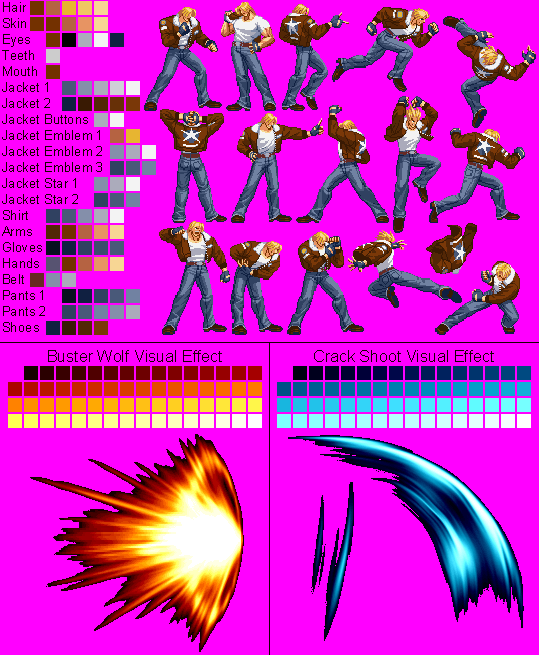 Hair
Skin
Eyes
Teeth
Mouth
Jacket 1
Jacket 2
Jacket Buttons
Jacket Emblem 1
Jacket Emblem 2
Jacket Emblem 3
Jacket Star 1
Jacket Star 2
Shirt
Arms
Gloves
Hands
Belt
Pants 1
Pants 2
Shoes
Buster Wolf Visual Effect
Crack Shoot Visual Effect